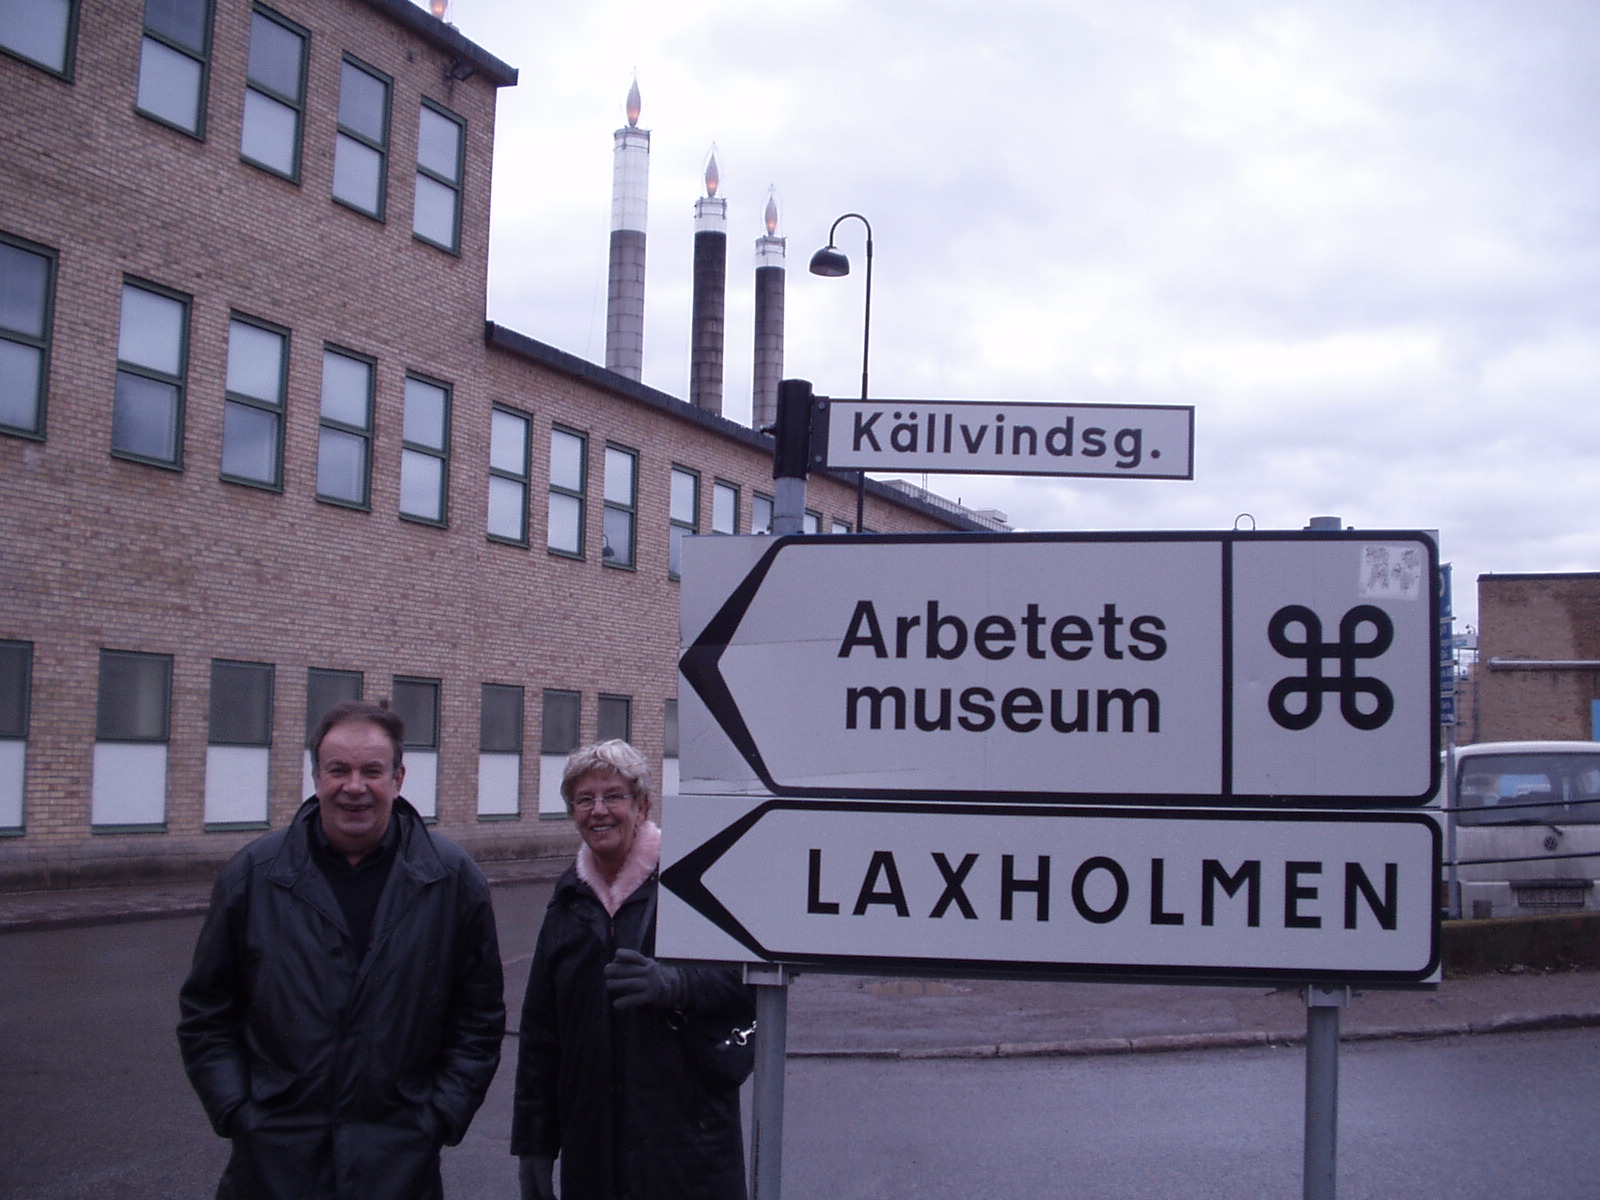 Källvindsg.
Arbetets
museum
LAXHOLMEN